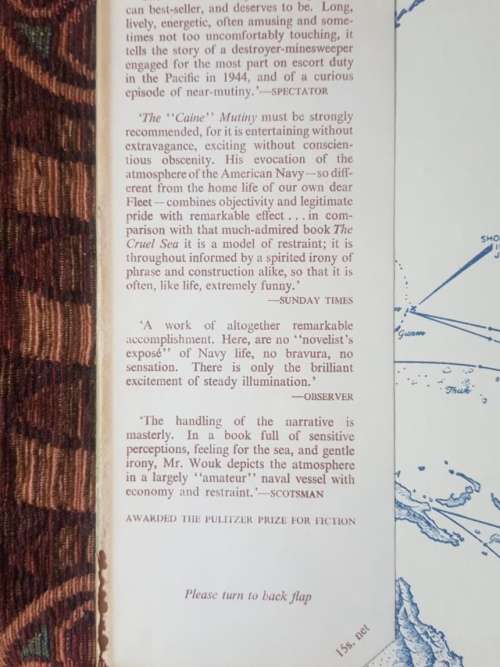 can best-seller, and deserves to be. Long,
lively, energetic, often amusing and some-
times not too uncomfortably touching, it
tells the story of a destroyer-minesweeper
engaged for the most part on escort duty
in the Pacific in 1944, and of a curious
episode of near-mutiny.'—SPECTATOR
'The "Caine" Mutiny must be strongly
recommended, for it is entertaining without
extravagance, exciting without conscien-
tious obscenity. His evocation of the
atmosphere of the American Navy—so diff-
erent from the home life of our own dear
Fleet—combines objectivity and legitimate
pride with remarkable effect . . . in com-
parison with that much-admired book The
Cruel Sea it is a model of restraint; it is
throughout informed by a spirited irony of
phrase and construction alike, so that it is
often, like life, extremely funny.'
—SUNDAY TIMES
'A work of altogether remarkable
accomplishment. Here, are no "novelist's
exposé" of Navy life, no bravura, no
sensation. There is only the brilliant
excitement of steady illumination.'
—OBSERVER
'The handling of the narrative is
masterly. In a book full of sensitive
perceptions, feeling for the sea, and gentle
irony, Mr. Wouk depicts the atmosphere
in a largely "amateur" naval vessel with
economy and restraint.'—SCOTSMAN
AWARDED THE PULITZER PRIZE FOR FICTION
Please turn to back flap
15s. net
Guam
Truk